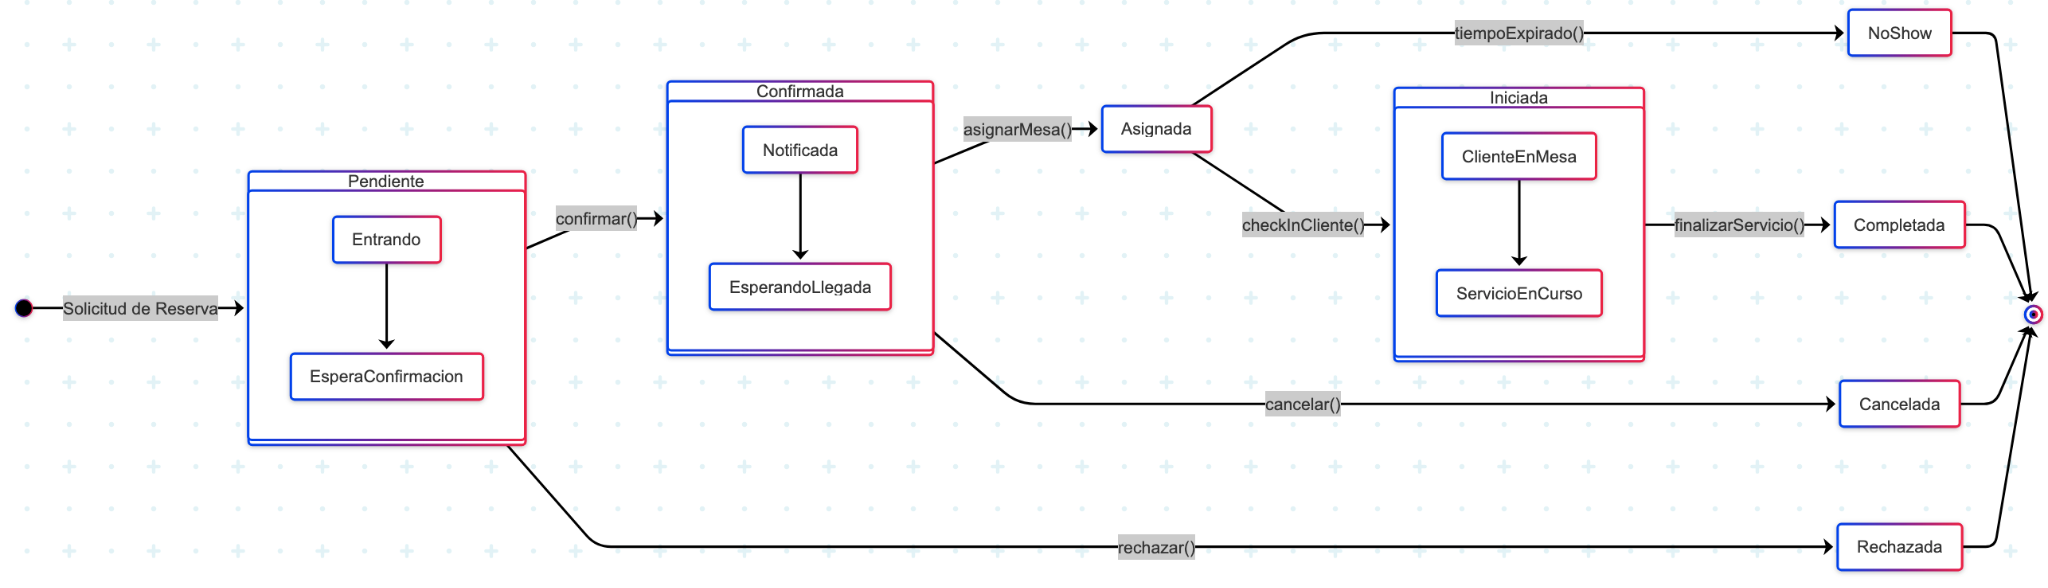 Solicitud de Reserva
Pendiente
Entrando
EsperaConfirmacion
confirmar()
Confirmada
Notificada
EsperandoLlegada
asignarMesa()
Asignada
tiempoExpirado()
checkInCliente()
Iniciada
ClienteEnMesa
ServicioEnCurso
finalizarServicio()
cancelar()
rechazar()
NoShow
Completada
Cancelada
Rechazada